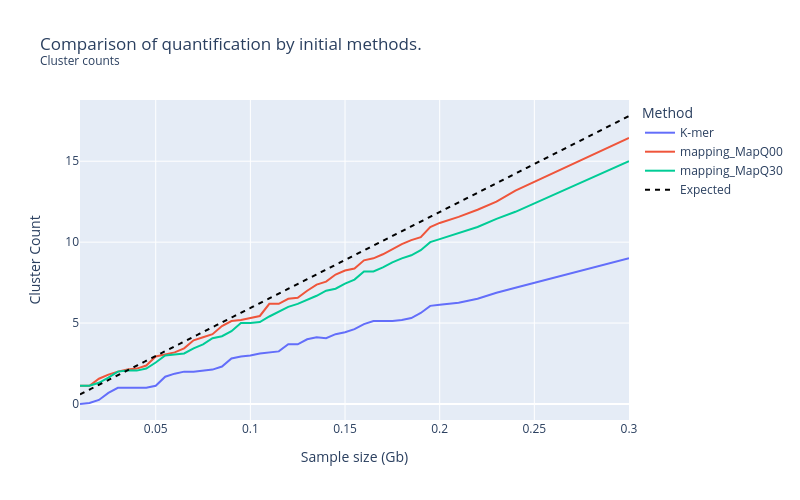 Comparison of quantification by initial methods.
Cluster counts
Method
K-mer
mapping_MapQ00
mapping_MapQ30
Expected
Cluster Count
15
10
5
0
0.05
0.1
0.15
0.2
0.25
0.3
Sample size (Gb)